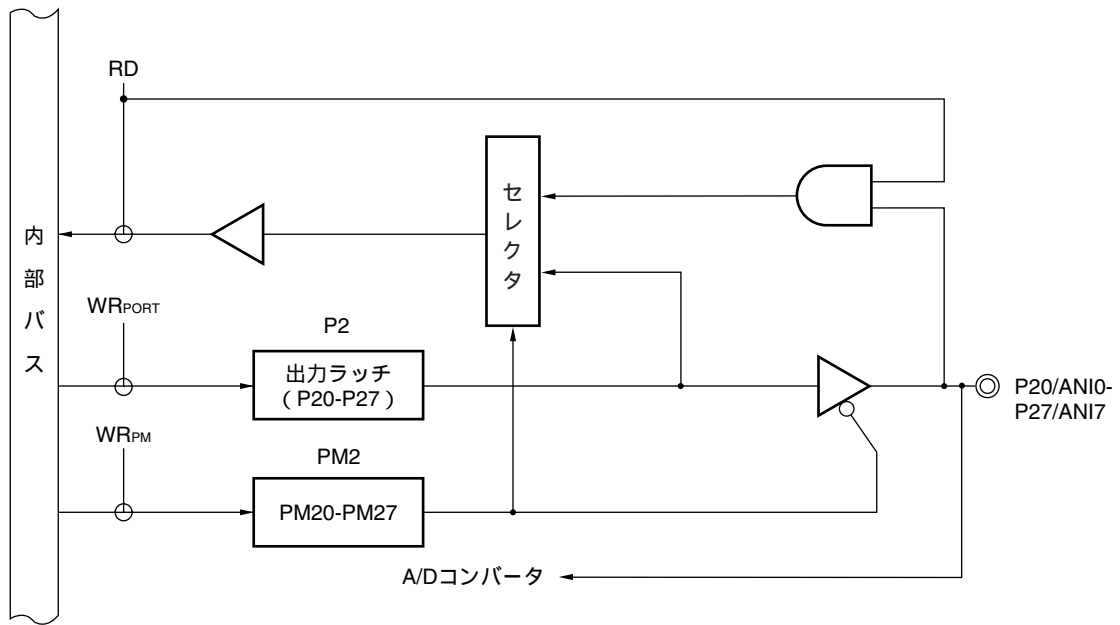 RD
内部バス
セレクタ
WRPORT
P2
出力ラッチ
（P20-P27）
P20/ANI0-
P27/ANI7
WRPM
PM2
PM20-PM27
A/Dコンバータ